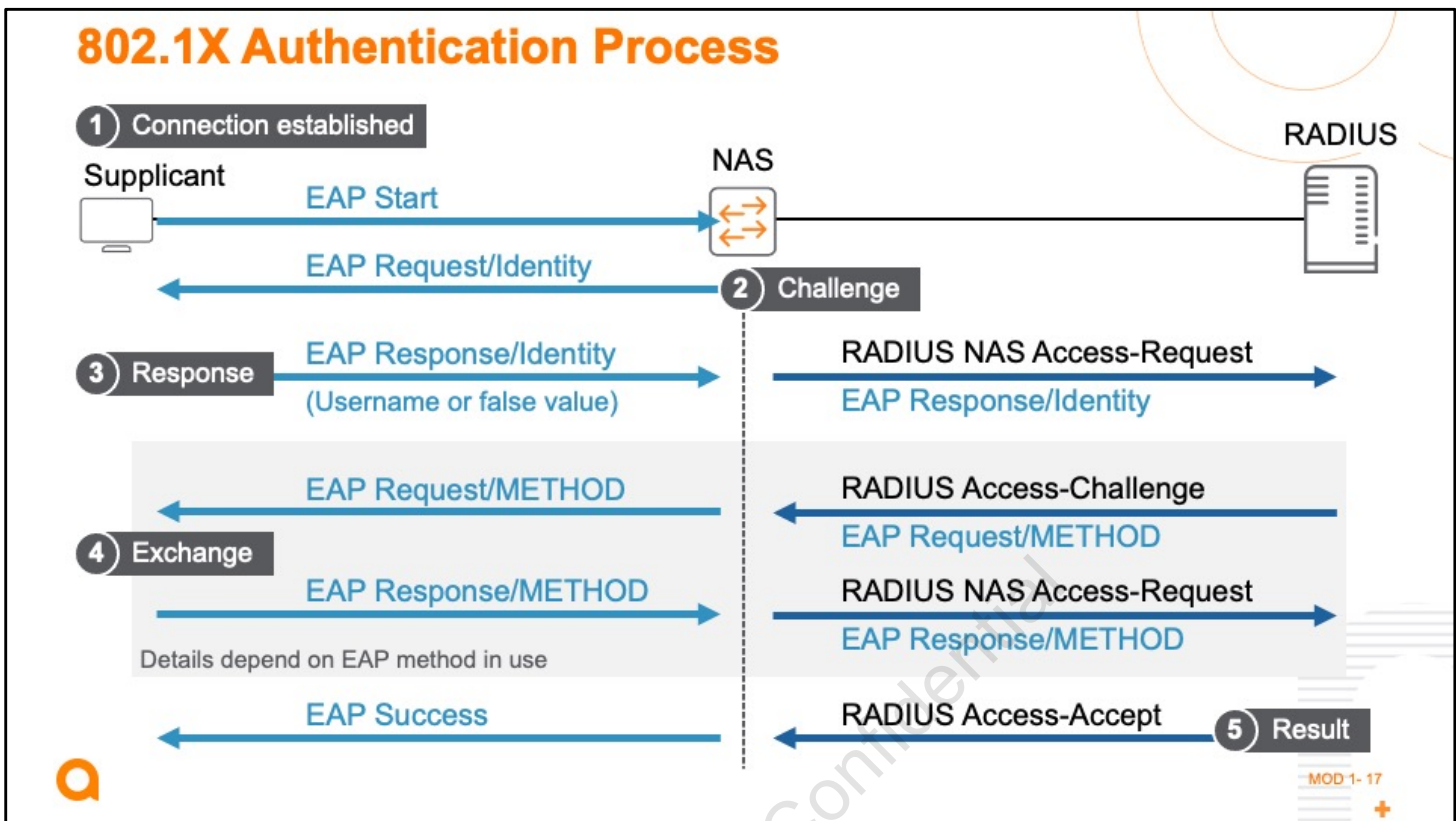 802.1X Authentication Process
1 Connection established
RADIUS
NAS
Supplicant
EAP Start
EAP Request/Identity
2 Challenge
3 Response
EAP Response/Identity
(Username or false value)
RADIUS NAS Access-Request
EAP Response/Identity
EAP Request/METHOD
RADIUS Access-Challenge
EAP Request/METHOD
4 Exchange
EAP Response/METHOD
RADIUS NAS Access-Request
EAP Response/METHOD
Details depend on EAP method in use
EAP Success
RADIUS Access-Accept
5 Result
MOD 1- 17
Confidential